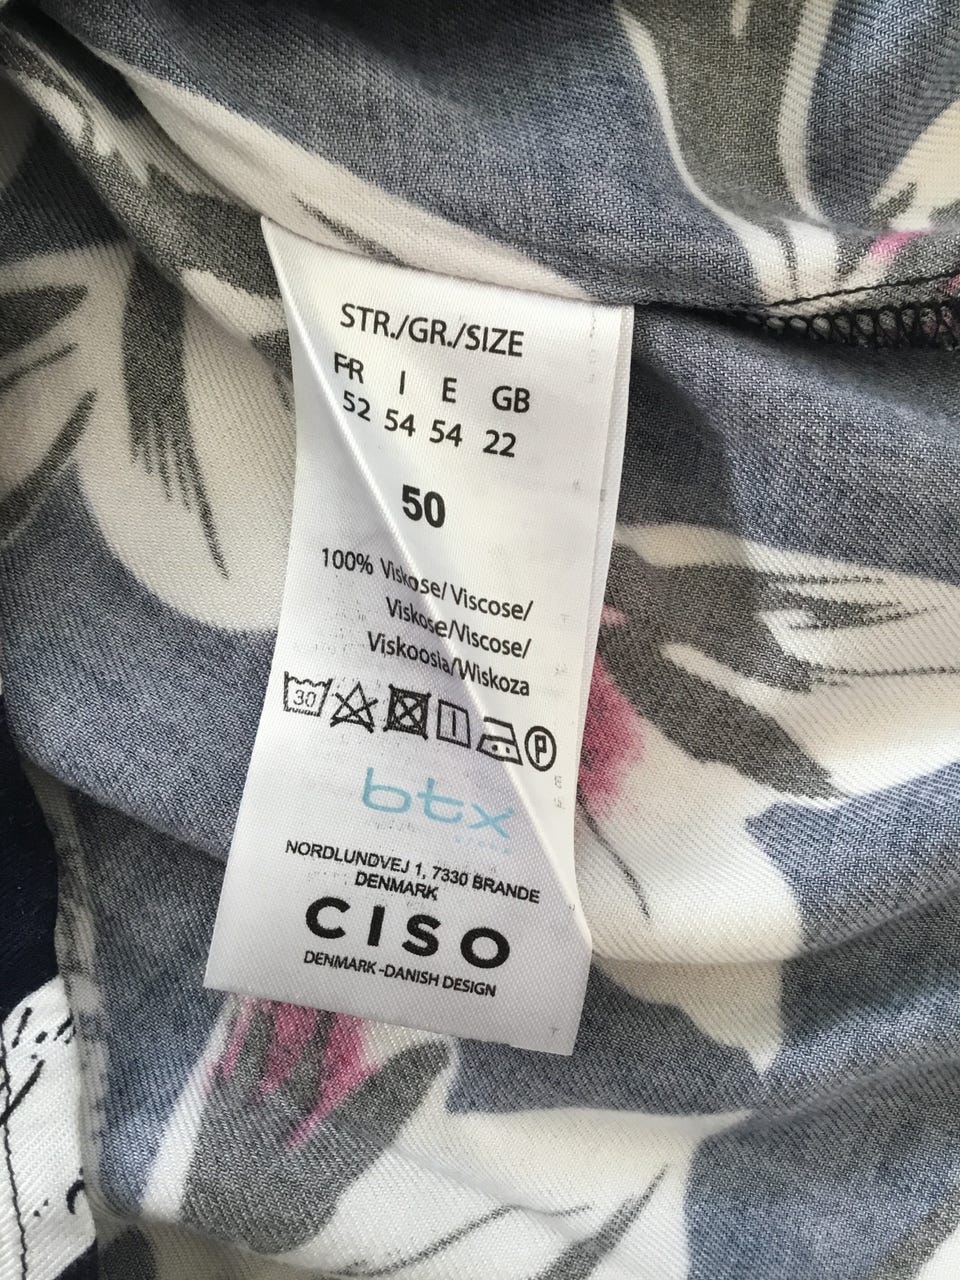 STR./GR./SIZE
FR I E GB
52 54 54 22
50
100% Viskose/Viscose/
Viskose/Viscose/
Viskoosia/Wiskoza
30 P
btx
NORDLUNDVEJ 1, 7330 BRANDE
DENMARK
CISO
DENMARK -DANISH DESIGN